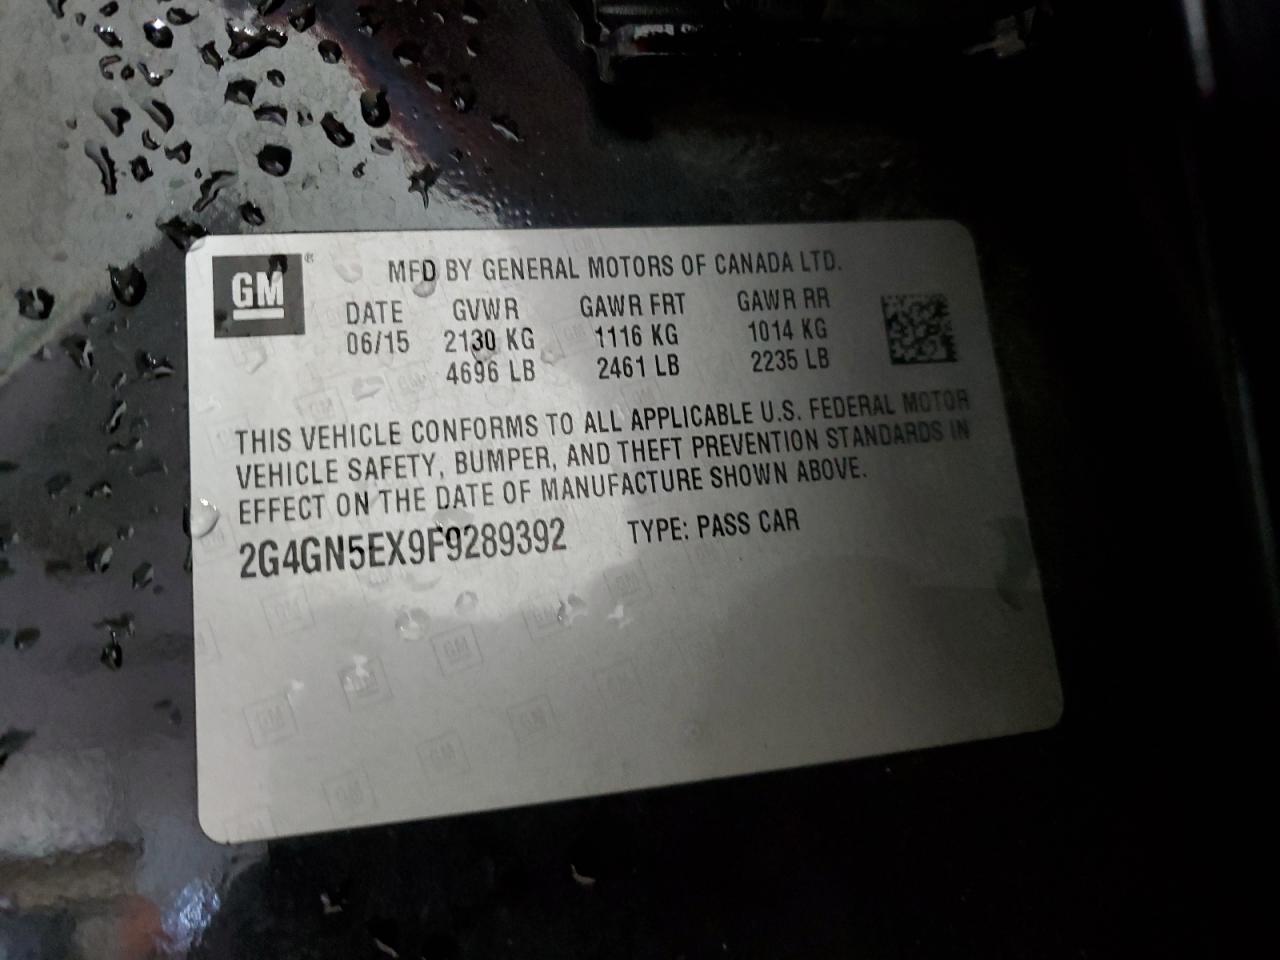 GM®
MFD BY GENERAL MOTORS OF CANADA LTD.
DATE GVWR GAWR FRT GAWR RR
06/15 2130 KG 1116 KG 1014 KG
4696 LB 2461 LB 2235 LB
THIS VEHICLE CONFORMS TO ALL APPLICABLE U.S. FEDERAL MOTOR
VEHICLE SAFETY, BUMPER, AND THEFT PREVENTION STANDARDS IN
EFFECT ON THE DATE OF MANUFACTURE SHOWN ABOVE.
2G4GN5EX9F9289392 TYPE: PASS CAR